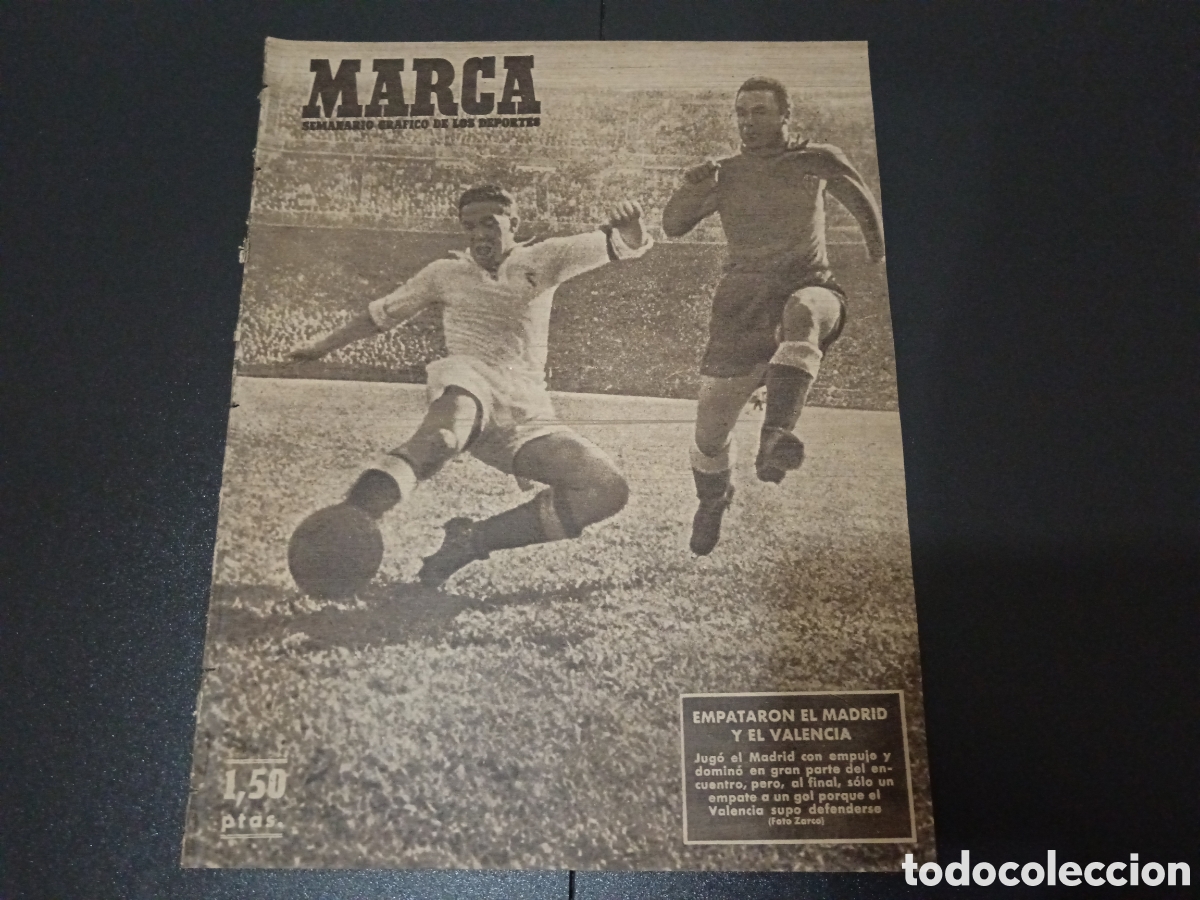 MARCA
SEMANARIO GRÁFICO DE LOS DEPORTES
EMPATARON EL MADRID
Y EL VALENCIA
Jugó el Madrid con empuje y
dominó en gran parte del en-
cuentro, pero, al final, sólo un
empate a un gol porque el
Valencia supo defenderse
(Foto Zarco)
1,50
ptas.
todocoleccion